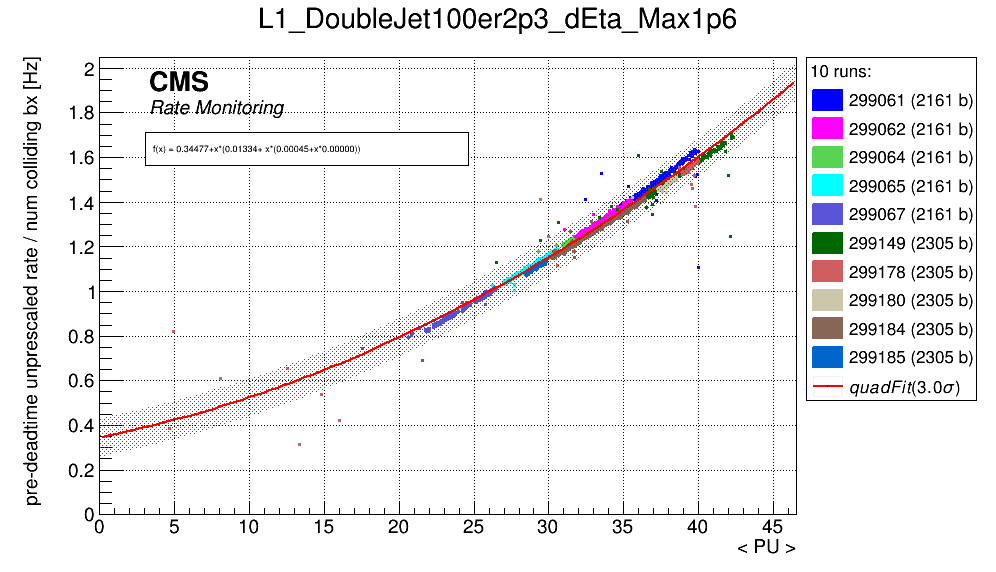 L1_DoubleJet100er2p3_dEta_Max1p6
pre-deadtime unprescaled rate / num colliding bx [Hz]
CMS
Rate Monitoring
f(x) = 0.34477+x*(0.01334+ x*(0.00045+x*0.00000))
2
1.8
1.6
1.4
1.2
1
0.8
0.6
0.4
0.2
0
0 5 10 15 20 25 30 35 40 45
< PU >
10 runs:
299061 (2161 b)
299062 (2161 b)
299064 (2161 b)
299065 (2161 b)
299067 (2161 b)
299149 (2305 b)
299178 (2305 b)
299180 (2305 b)
299184 (2305 b)
299185 (2305 b)
quadFit(3.0σ)